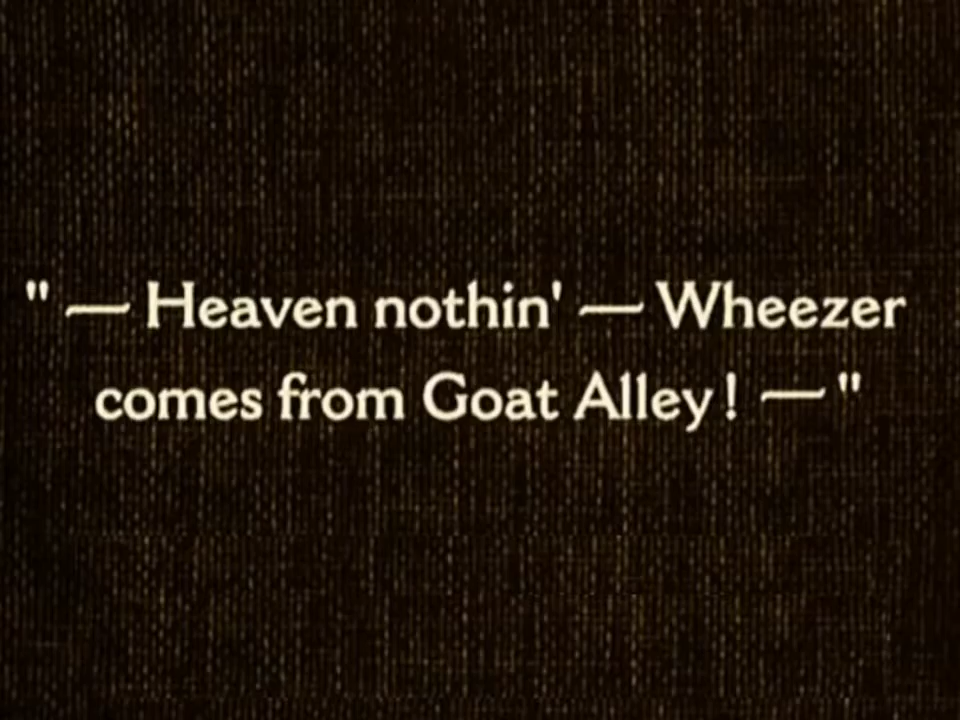 " — Heaven nothin' — Wheezer
comes from Goat Alley! — "